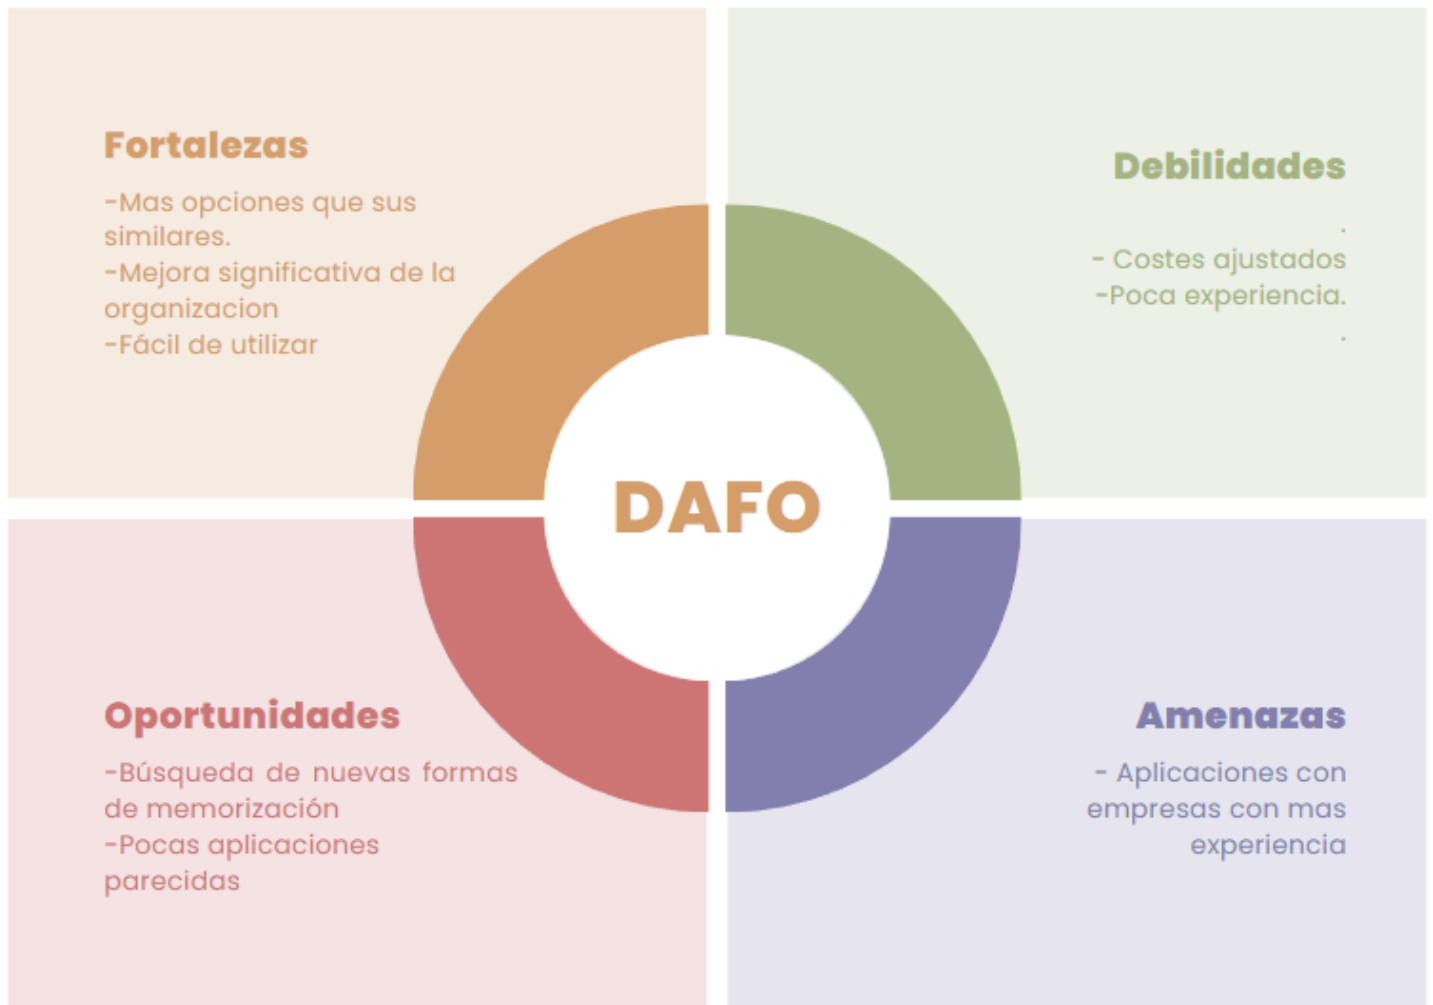 Fortalezas
-Mas opciones que sus
similares.
-Mejora significativa de la
organizacion
-Fácil de utilizar
Debilidades
.
- Costes ajustados
-Poca experiencia.
.
DAFO
Oportunidades
-Búsqueda de nuevas formas
de memorización
-Pocas aplicaciones
parecidas
Amenazas
- Aplicaciones con
empresas con mas
experiencia